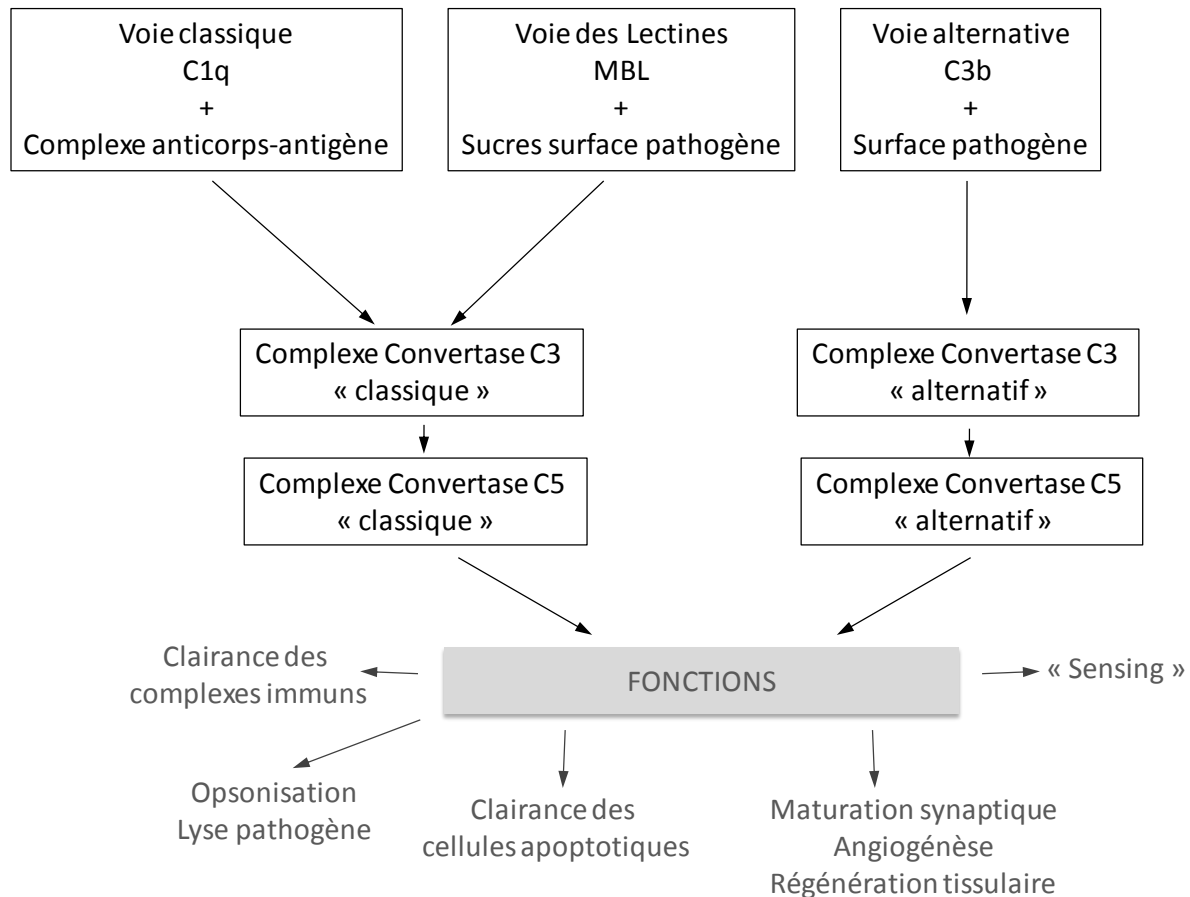 Voie classique
C1q
+
Complexe anticorps-antigène
Voie des Lectines
MBL
+
Sucres surface pathogène
Voie alternative
C3b
+
Surface pathogène
Complexe Convertase C3
« classique »
Complexe Convertase C3
« alternatif »
Complexe Convertase C5
« classique »
Complexe Convertase C5
« alternatif »
Clairance des
complexes immuns
FONCTIONS
« Sensing »
Opsonisation
Lyse pathogène
Clairance des
cellules apoptotiques
Maturation synaptique
Angiogénèse
Régénération tissulaire